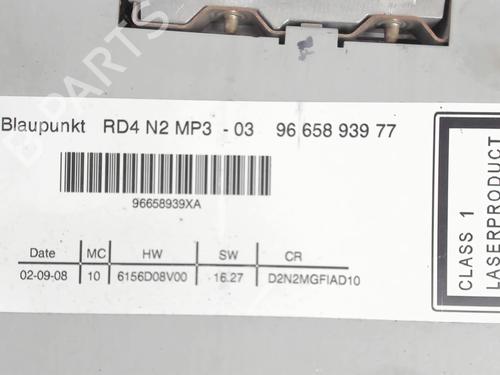 B PARTS
Blaupunkt RD4 N2 MP3 - 03 96 658 939 77
96658939XA
Date MC HW SW CR
02-09-08 10 6156D08V00 16.27 D2N2MGFIAD10
CLASS 1
LASERPRODUCT